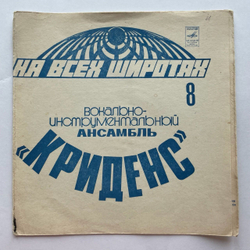 НА ВСЕХ ШИРОТАХ
8
ВОКАЛЬНО-
ИНСТРУМЕНТАЛЬНЫЙ
АНСАМБЛЬ
"КРИДЕНС"